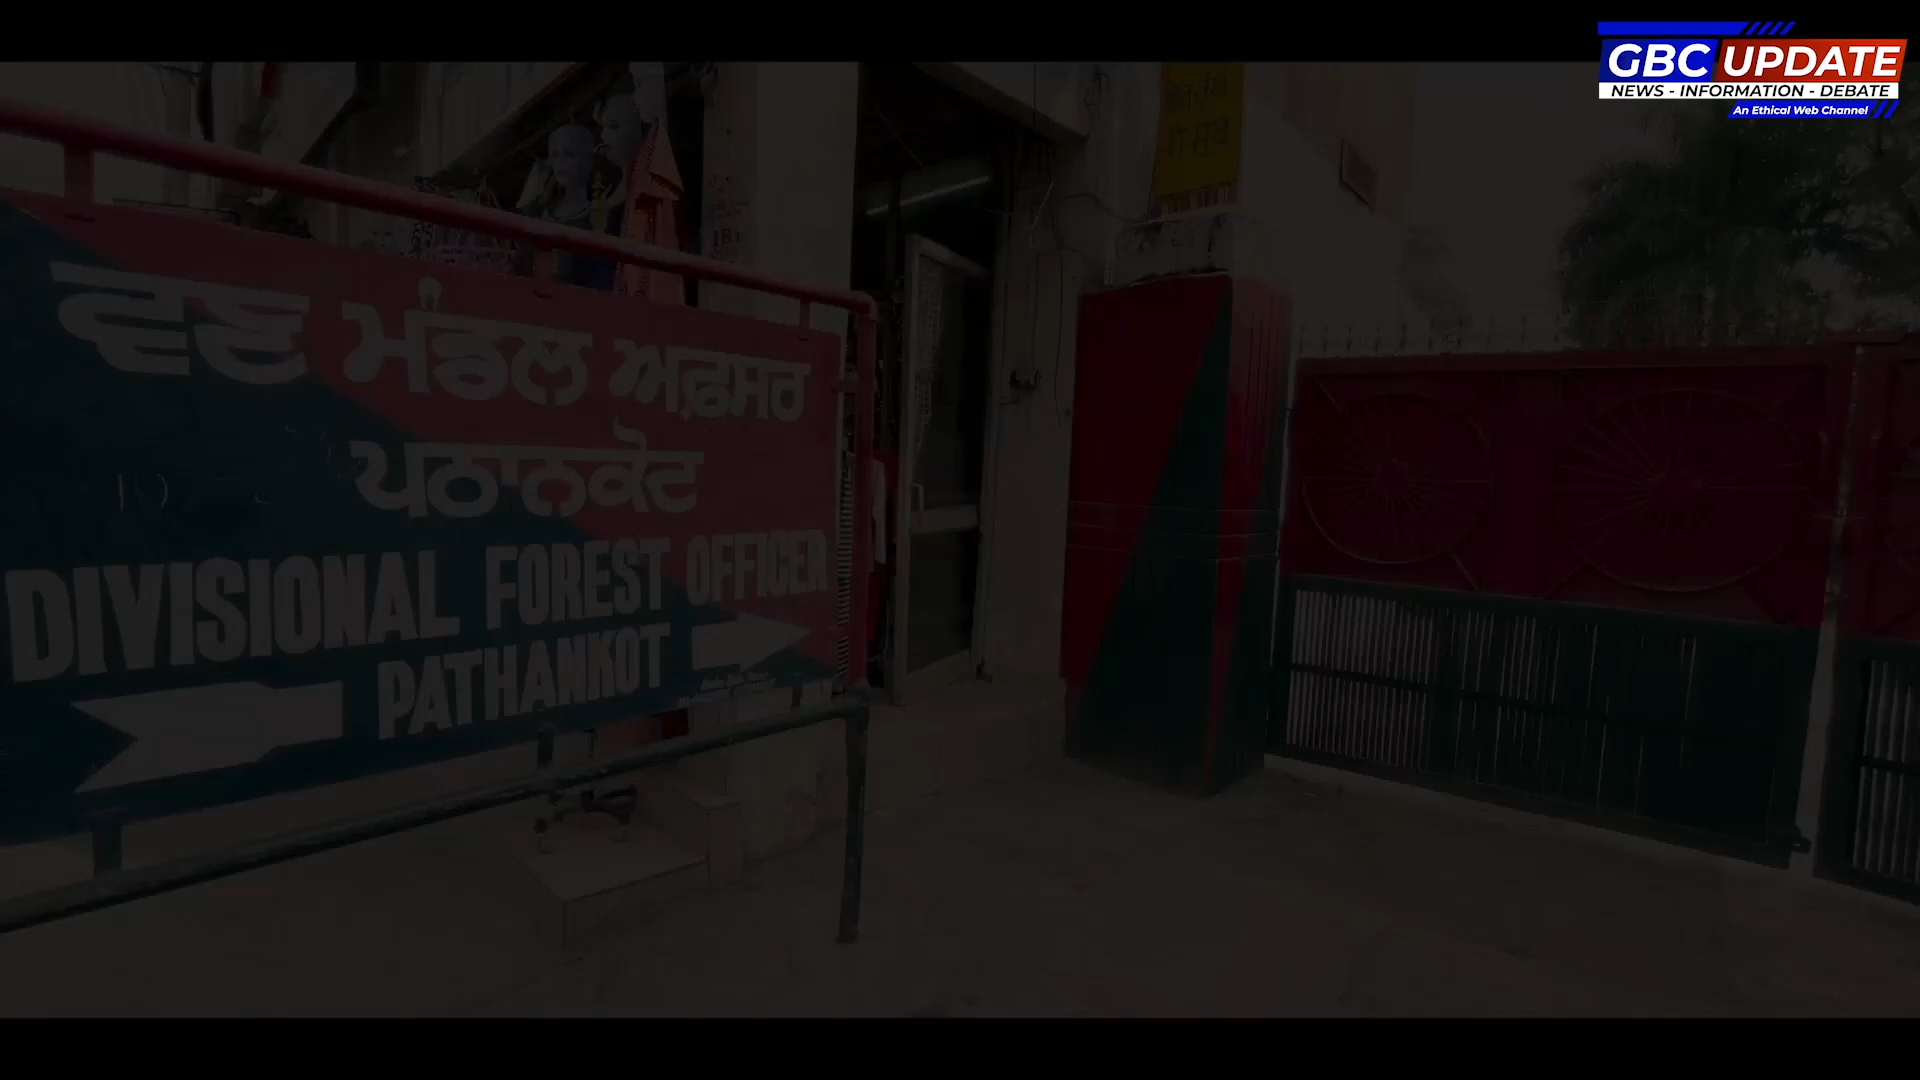 GBC UPDATE
NEWS - INFORMATION - DEBATE
An Ethical Web Channel
ਵਣ ਮੰਡਲ ਅਫ਼ਸਰ
ਪਠਾਨਕੋਟ
DIVISIONAL FOREST OFFICER
PATHANKOT